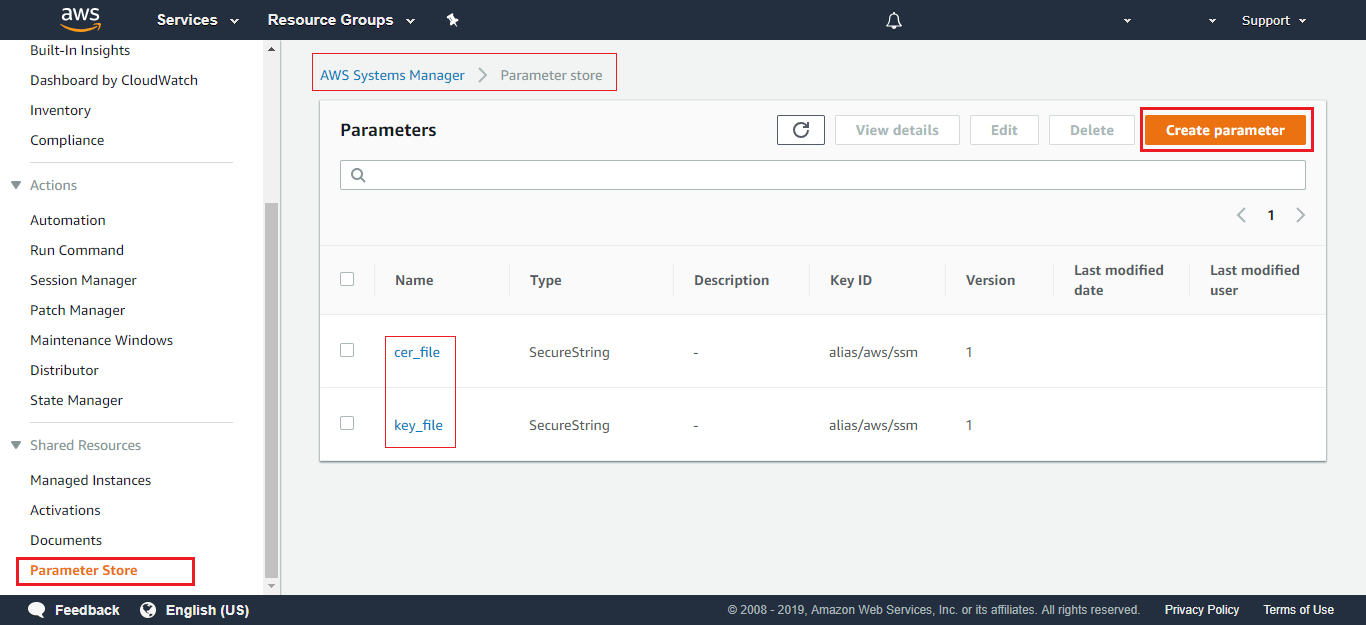 aws Services Resource Groups Support
Built-In Insights
Dashboard by CloudWatch
Inventory
Compliance
Actions
Automation
Run Command
Session Manager
Patch Manager
Maintenance Windows
Distributor
State Manager
Shared Resources
Managed Instances
Activations
Documents
Parameter Store
AWS Systems Manager Parameter store
Parameters View details Edit Delete Create parameter
1
Name Type Description Key ID Version Last modified date Last modified user
cer_file SecureString - alias/aws/ssm 1
key_file SecureString - alias/aws/ssm 1
Feedback English (US) © 2008 - 2019, Amazon Web Services, Inc. or its affiliates. All rights reserved. Privacy Policy Terms of Use